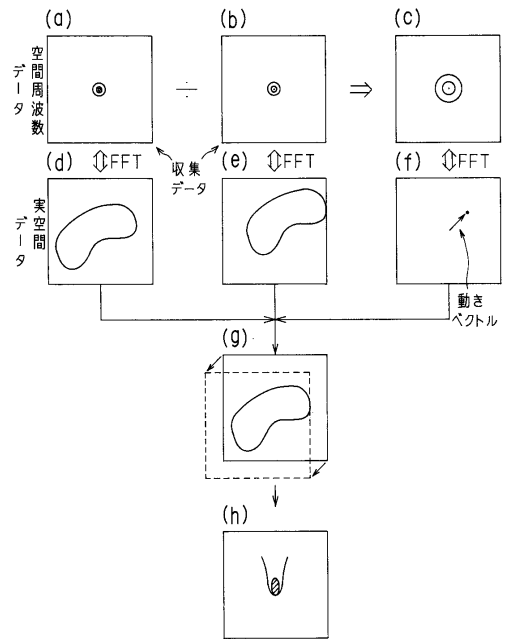 (a)
(b)
(c)
空間周波数
データ
÷
⇒
(d)
⇕FFT
収集
データ
(e)
⇕FFT
(f)
⇕FFT
実空間
データ
動き
ベクトル
(g)
(h)